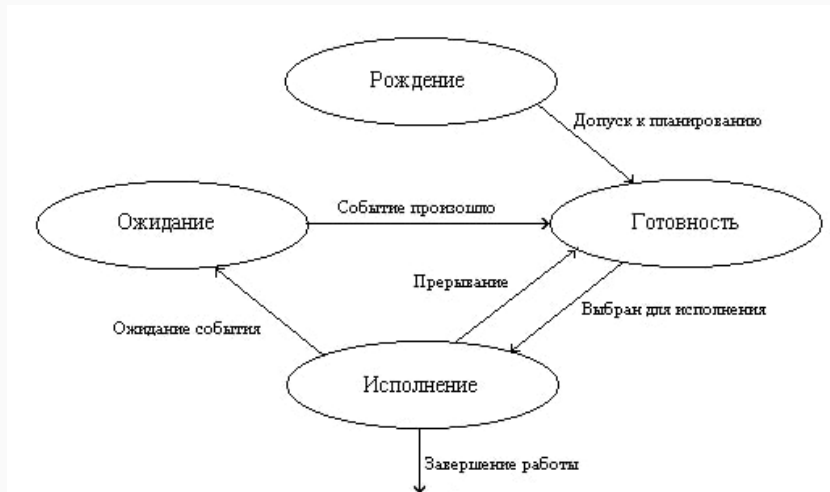 Рождение
Допуск к планированию
Ожидание
Событие произошло
Готовность
Прерывание
Выбран для исполнения
Ожидание события
Исполнение
Завершение работы